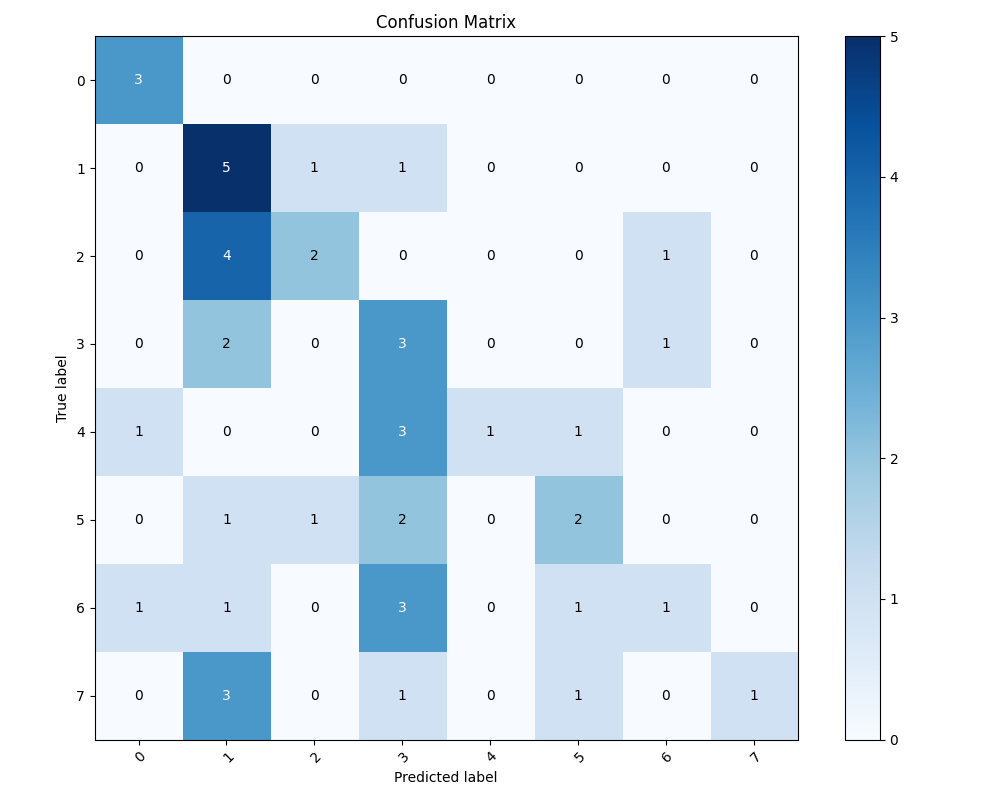 Confusion Matrix
0 3 0 0 0 0 0 0 0
1 0 5 1 1 0 0 0 0
2 0 4 2 0 0 0 1 0
3 0 2 0 3 0 0 1 0
4 1 0 0 3 1 1 0 0
5 0 1 1 2 0 2 0 0
6 1 1 0 3 0 1 1 0
7 0 3 0 1 0 1 0 1
True label
0 1 2 3 4 5 6 7
Predicted label
5
4
3
2
1
0